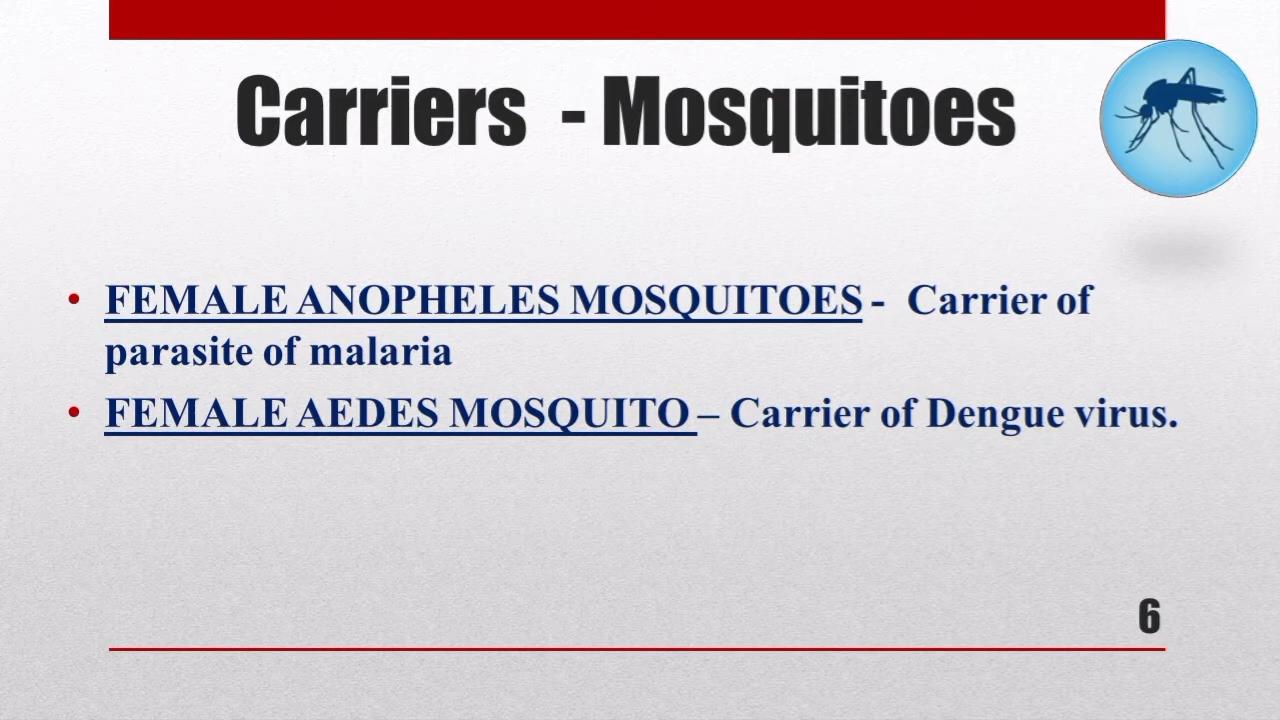 Carriers - Mosquitoes
• FEMALE ANOPHELES MOSQUITOES - Carrier of
parasite of malaria
• FEMALE AEDES MOSQUITO – Carrier of Dengue virus.
6